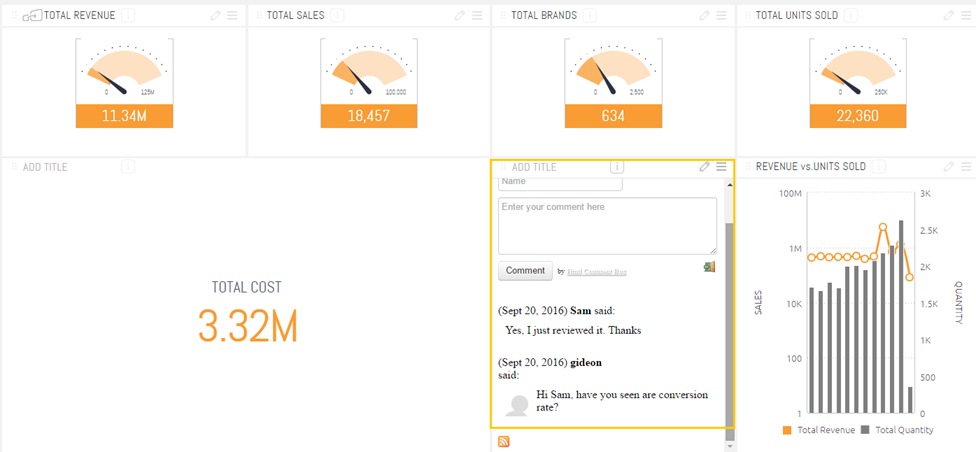 TOTAL REVENUE
i
TOTAL SALES
i
TOTAL BRANDS
i
TOTAL UNITS SOLD
i
0 125M
11.34M
0 100,000
18,457
0 2,500
634
0 250K
22,360
ADD TITLE
i
TOTAL COST
3.32M
ADD TITLE
i
Name
Enter your comment here
Comment
by Html Comment Box
(Sept 20, 2016) Sam said:
Yes, I just reviewed it. Thanks
(Sept 20, 2016) gideon
said:
Hi Sam, have you seen are conversion
rate?
REVENUE vs.UNITS SOLD
i
100M
1M
10K
100
1
SALES
3K
2.5K
2K
1.5K
1K
500
0
QUANTITY
Total Revenue Total Quantity